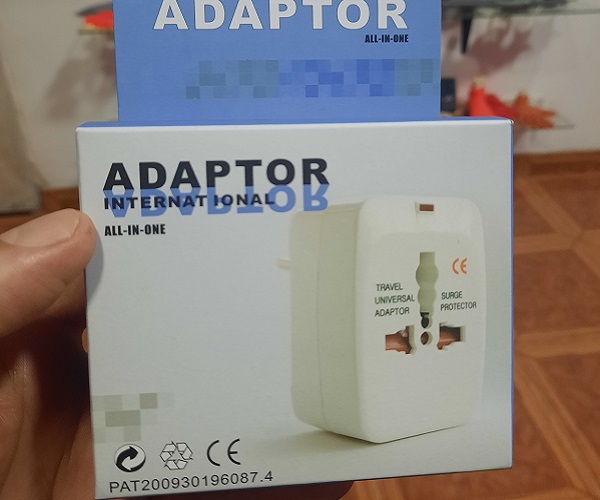 ADAPTOR
ALL-IN-ONE
ADAPTOR
INTERNATIONAL
ALL-IN-ONE
TRAVEL
UNIVERSAL
ADAPTOR
SURGE
PROTECTOR
CE
CE
PAT200930196087.4